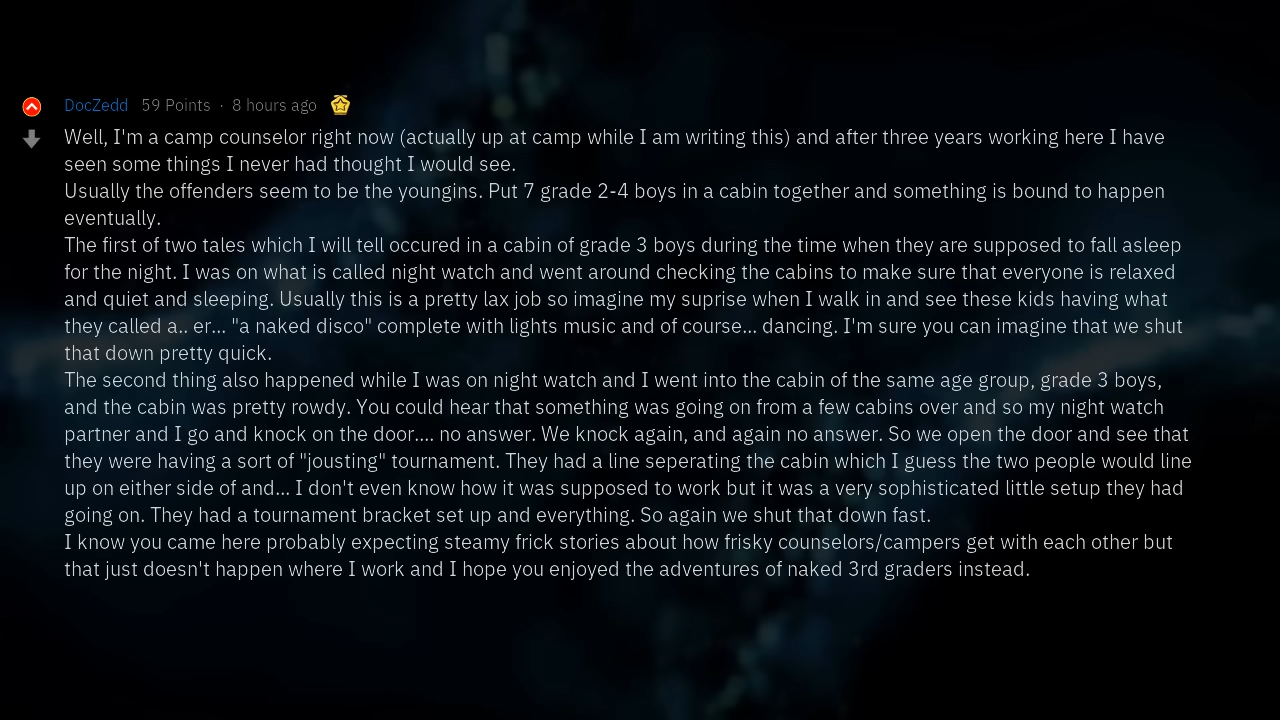 DocZedd 59 Points · 8 hours ago
Well, I'm a camp counselor right now (actually up at camp while I am writing this) and after three years working here I have
seen some things I never had thought I would see.
Usually the offenders seem to be the youngins. Put 7 grade 2-4 boys in a cabin together and something is bound to happen
eventually.
The first of two tales which I will tell occured in a cabin of grade 3 boys during the time when they are supposed to fall asleep
for the night. I was on what is called night watch and went around checking the cabins to make sure that everyone is relaxed
and quiet and sleeping. Usually this is a pretty lax job so imagine my suprise when I walk in and see these kids having what
they called a.. er... "a naked disco" complete with lights music and of course... dancing. I'm sure you can imagine that we shut
that down pretty quick.
The second thing also happened while I was on night watch and I went into the cabin of the same age group, grade 3 boys,
and the cabin was pretty rowdy. You could hear that something was going on from a few cabins over and so my night watch
partner and I go and knock on the door.... no answer. We knock again, and again no answer. So we open the door and see that
they were having a sort of "jousting" tournament. They had a line seperating the cabin which I guess the two people would line
up on either side of and... I don't even know how it was supposed to work but it was a very sophisticated little setup they had
going on. They had a tournament bracket set up and everything. So again we shut that down fast.
I know you came here probably expecting steamy frick stories about how frisky counselors/campers get with each other but
that just doesn't happen where I work and I hope you enjoyed the adventures of naked 3rd graders instead.